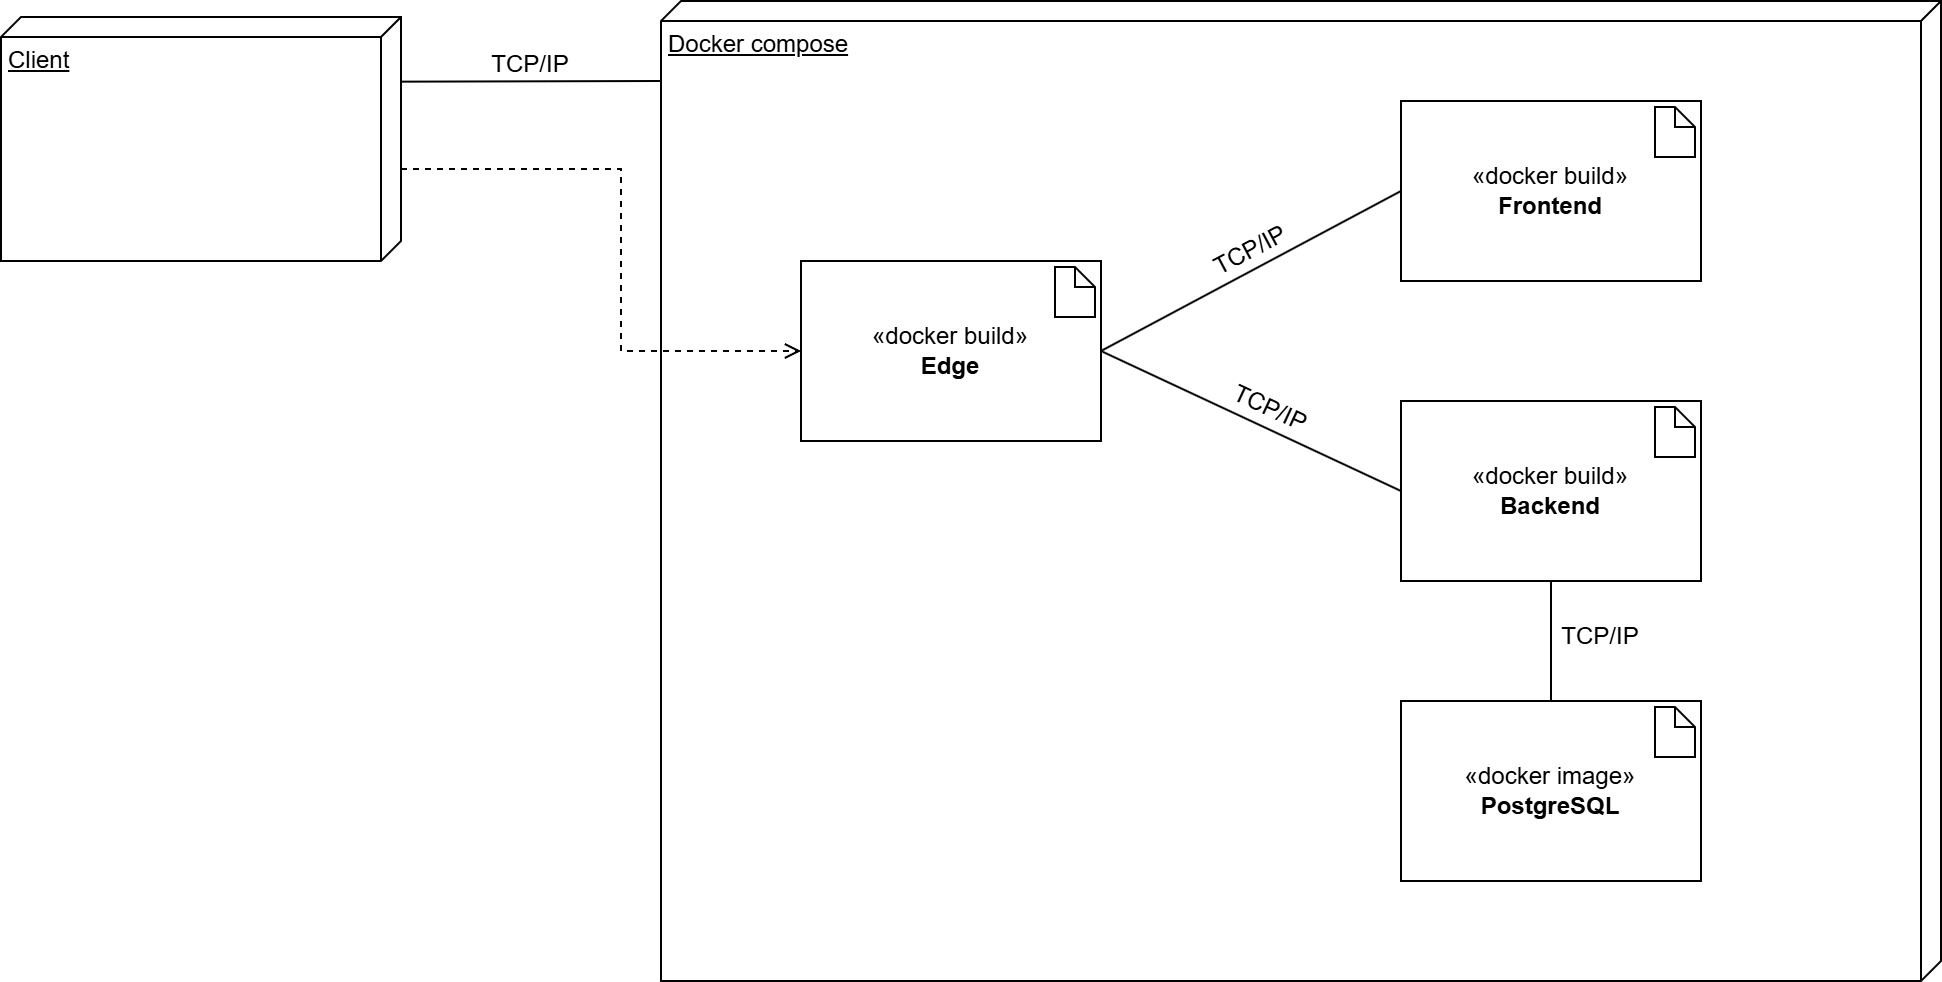 Client
TCP/IP
Docker compose
«docker build»
Frontend
TCP/IP
«docker build»
Edge
TCP/IP
«docker build»
Backend
TCP/IP
«docker image»
PostgreSQL